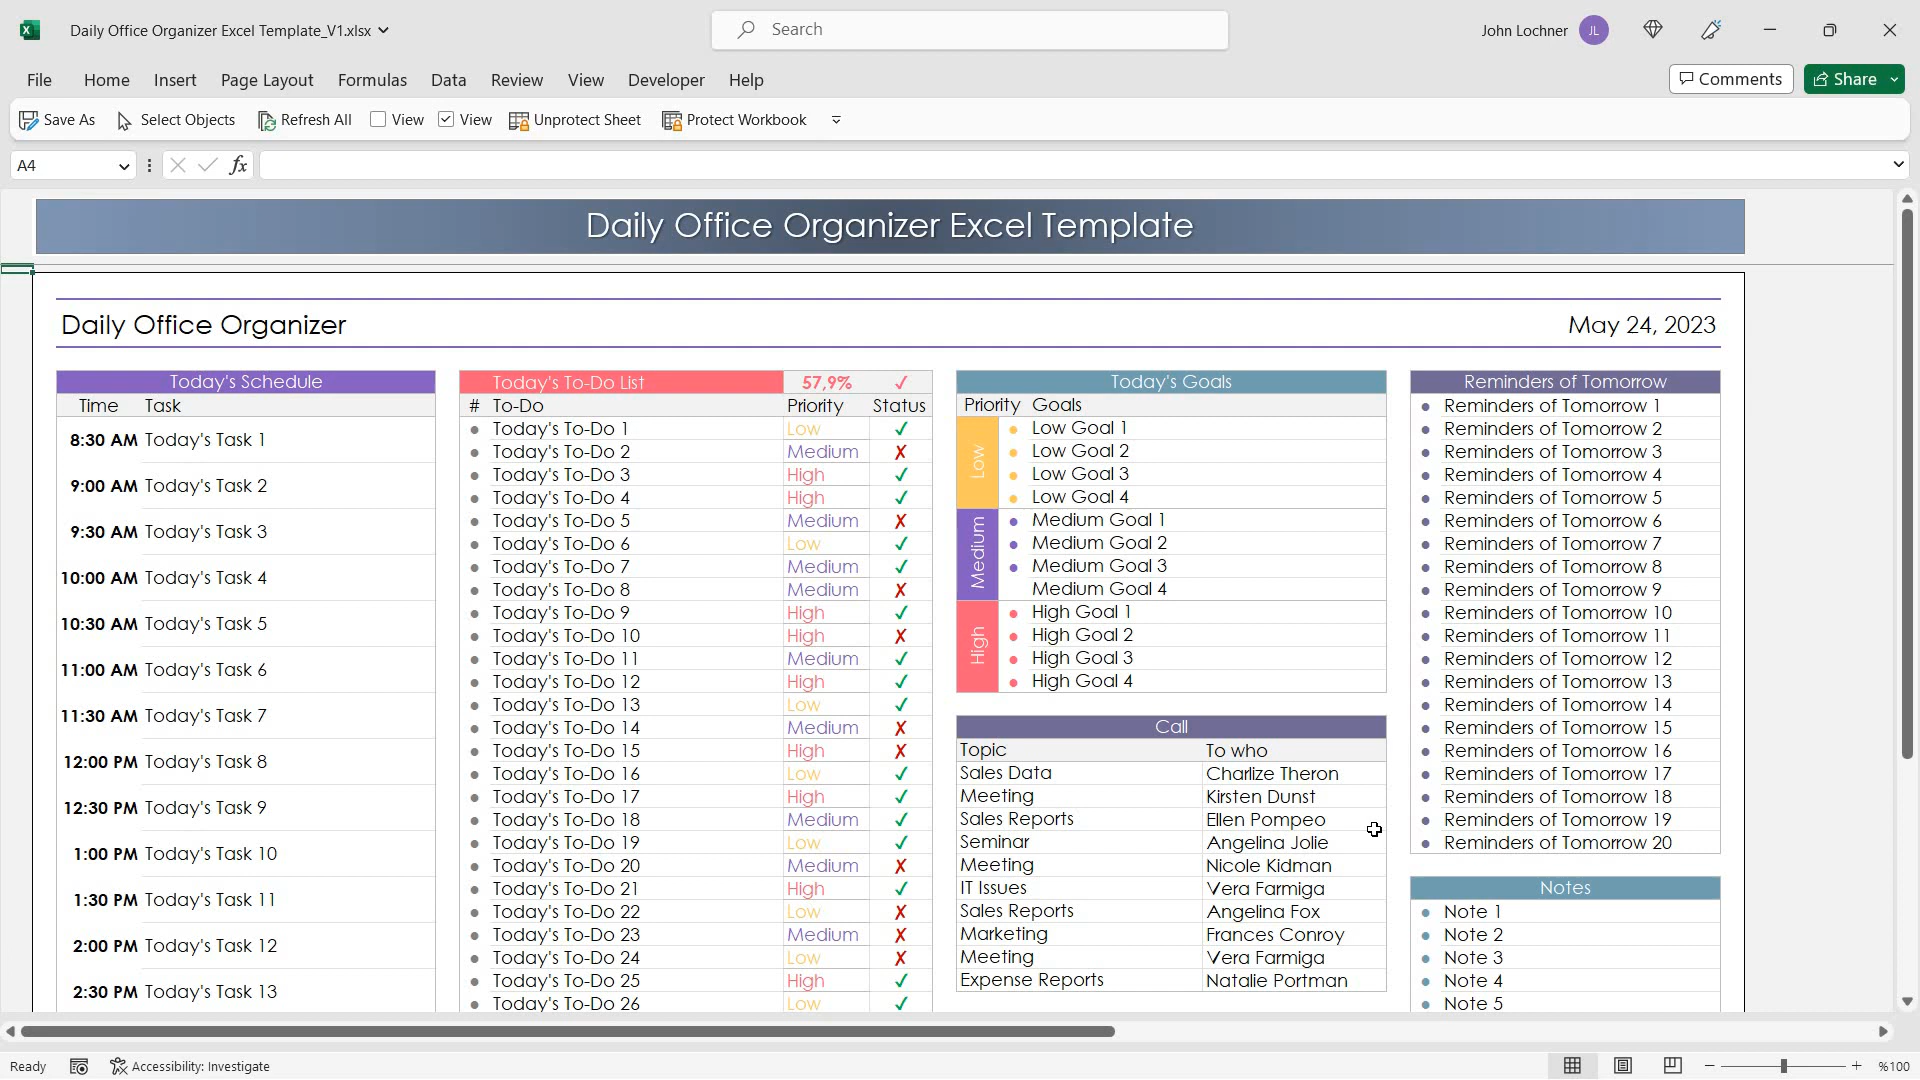 Daily Office Organizer Excel Template_V1.xlsx
Search
John Lochner JL
File Home Insert Page Layout Formulas Data Review View Developer Help
Comments Share
Save As Select Objects Refresh All View View Unprotect Sheet Protect Workbook
A4 fx
Daily Office Organizer Excel Template
Daily Office Organizer
May 24, 2023
Today's Schedule
Time Task
8:30 AM Today's Task 1
9:00 AM Today's Task 2
9:30 AM Today's Task 3
10:00 AM Today's Task 4
10:30 AM Today's Task 5
11:00 AM Today's Task 6
11:30 AM Today's Task 7
12:00 PM Today's Task 8
12:30 PM Today's Task 9
1:00 PM Today's Task 10
1:30 PM Today's Task 11
2:00 PM Today's Task 12
2:30 PM Today's Task 13
Today's To-Do List 57,9% ✓
# To-Do Priority Status
Today's To-Do 1 Low ✓
Today's To-Do 2 Medium ✗
Today's To-Do 3 High ✓
Today's To-Do 4 High ✓
Today's To-Do 5 Medium ✗
Today's To-Do 6 Low ✓
Today's To-Do 7 Medium ✓
Today's To-Do 8 Medium ✗
Today's To-Do 9 High ✓
Today's To-Do 10 High ✗
Today's To-Do 11 Medium ✓
Today's To-Do 12 High ✓
Today's To-Do 13 Low ✓
Today's To-Do 14 Medium ✗
Today's To-Do 15 High ✗
Today's To-Do 16 Low ✓
Today's To-Do 17 High ✓
Today's To-Do 18 Medium ✓
Today's To-Do 19 Low ✓
Today's To-Do 20 Medium ✗
Today's To-Do 21 High ✓
Today's To-Do 22 Low ✗
Today's To-Do 23 Medium ✗
Today's To-Do 24 Low ✗
Today's To-Do 25 High ✓
Today's To-Do 26 Low ✓
Today's Goals
Priority Goals
Low
Low Goal 1
Low Goal 2
Low Goal 3
Low Goal 4
Medium
Medium Goal 1
Medium Goal 2
Medium Goal 3
Medium Goal 4
High
High Goal 1
High Goal 2
High Goal 3
High Goal 4
Call
Topic To who
Sales Data Charlize Theron
Meeting Kirsten Dunst
Sales Reports Ellen Pompeo
Seminar Angelina Jolie
Meeting Nicole Kidman
IT Issues Vera Farmiga
Sales Reports Angelina Fox
Marketing Frances Conroy
Meeting Vera Farmiga
Expense Reports Natalie Portman
Reminders of Tomorrow
Reminders of Tomorrow 1
Reminders of Tomorrow 2
Reminders of Tomorrow 3
Reminders of Tomorrow 4
Reminders of Tomorrow 5
Reminders of Tomorrow 6
Reminders of Tomorrow 7
Reminders of Tomorrow 8
Reminders of Tomorrow 9
Reminders of Tomorrow 10
Reminders of Tomorrow 11
Reminders of Tomorrow 12
Reminders of Tomorrow 13
Reminders of Tomorrow 14
Reminders of Tomorrow 15
Reminders of Tomorrow 16
Reminders of Tomorrow 17
Reminders of Tomorrow 18
Reminders of Tomorrow 19
Reminders of Tomorrow 20
Notes
Note 1
Note 2
Note 3
Note 4
Note 5
Ready Accessibility: Investigate %100